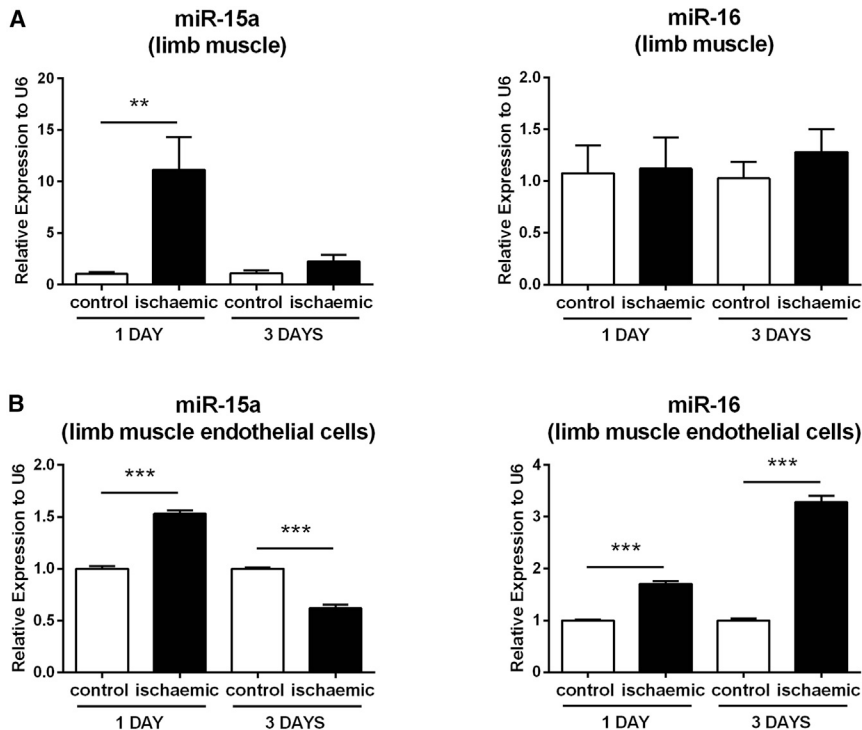 A
miR-15a
(limb muscle)
Relative Expression to U6
20
15
10
5
0
**
control ischaemic control ischaemic
1 DAY 3 DAYS
miR-16
(limb muscle)
Relative Expression to U6
2.0
1.5
1.0
0.5
0.0
control ischaemic control ischaemic
1 DAY 3 DAYS
B
miR-15a
(limb muscle endothelial cells)
Relative Expression to U6
2.0
1.5
1.0
0.5
0.0
***
***
control ischaemic control ischaemic
1 DAY 3 DAYS
miR-16
(limb muscle endothelial cells)
Relative Expression to U6
4
3
2
1
0
***
***
control ischaemic control ischaemic
1 DAY 3 DAYS